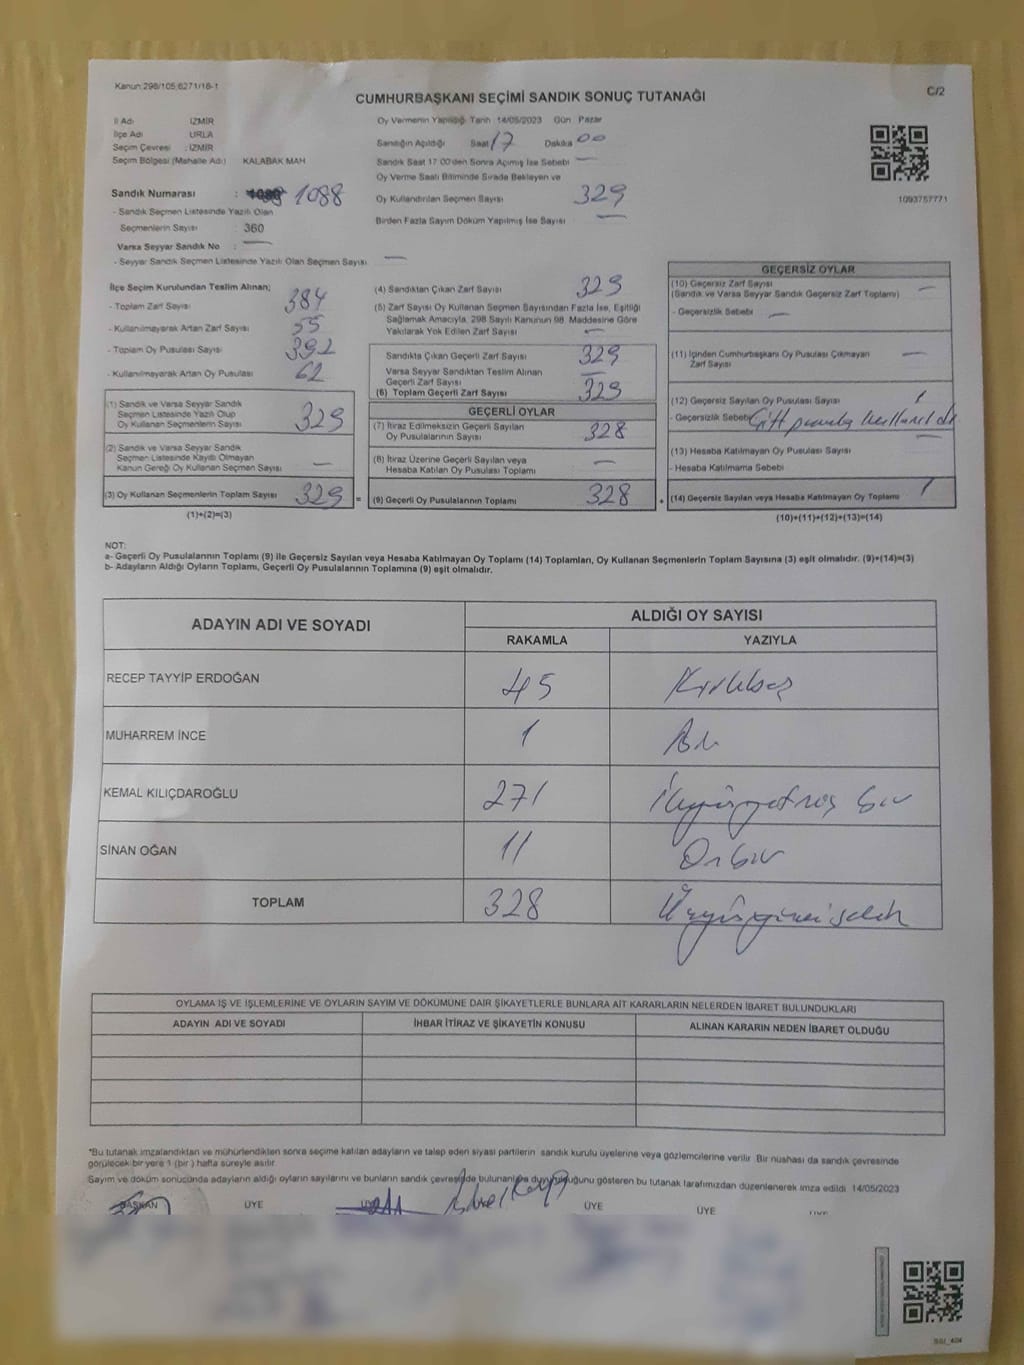 Kanun:298/105,6271/16-1
C/2
CUMHURBAŞKANI SEÇİMİ SANDIK SONUÇ TUTANAĞI
İl Adı İZMİR
İlçe Adı URLA
Seçim Çevresi : İZMİR
Seçim Bölgesi (Mahalle Adı) KALABAK MAH
Sandık Numarası : 1088
- Sandık Seçmen Listesinde Yazılı Olan
Seçmenlerin Sayısı : 360
Varsa Seyyar Sandık No : —
- Seyyar Sandık Seçmen Listesinde Yazılı Olan Seçmen Sayısı —
Oy Vermenin Yapıldığı Tarih 14/05/2023 Gün Pazar
Sandığın Açıldığı Saat 17 Dakika 00
Sandık Saat 17.00'den Sonra Açımış İse Sebebi —
Oy Verme Saati Bitiminde Sırada Bekleyen ve
Oy Kullandırılan Seçmen Sayısı 329
Birden Fazla Sayım Döküm Yapılmış İse Sayısı —
1093757771
İlçe Seçim Kurulundan Teslim Alınan;
- Toplam Zarf Sayısı 384
- Kullanılmayarak Artan Zarf Sayısı 55
- Toplam Oy Pusulası Sayısı 392
- Kullanılmayarak Artan Oy Pusulası 62
(1) Sandık ve Varsa Seyyar Sandık
Seçmen Listesinde Yazılı Olup
Oy Kullanan Seçmenlerin Sayısı 329
(2) Sandık ve Varsa Seyyar Sandık
Seçmen Listesinde Kaydı Olmayan
Kanun Gereği Oy Kullanan Seçmen Sayısı —
(3) Oy Kullanan Seçmenlerin Toplam Sayısı 329 =
(1)+(2)=(3)
(4) Sandıktan Çıkan Zarf Sayısı 329
(5) Zarf Sayısı Oy Kullanan Seçmen Sayısından Fazla İse, Eşitliği
Sağlamak Amacıyla, 298 Sayılı Kanunun 98. Maddesine Göre
Yakılarak Yok Edilen Zarf Sayısı —
Sandıkta Çıkan Geçerli Zarf Sayısı 329
Varsa Seyyar Sandıktan Teslim Alınan
Geçerli Zarf Sayısı —
(6) Toplam Geçerli Zarf Sayısı 329
GEÇERLİ OYLAR
(7) İtiraz Edilmeksizin Geçerli Sayılan
Oy Pusulalarının Sayısı 328
(8) İtiraz Üzerine Geçerli Sayılan veya
Hesaba Katılan Oy Pusulası Toplamı —
(9) Geçerli Oy Pusulalarının Toplamı 328 +
GEÇERSİZ OYLAR
(10) Geçersiz Zarf Sayısı
(Sandık ve Varsa Seyyar Sandık Geçersiz Zarf Toplamı) —
- Geçersizlik Sebebi —
(11) İçinden Cumhurbaşkanı Oy Pusulası Çıkmayan
Zarf Sayısı —
(12) Geçersiz Sayılan Oy Pusulası Sayısı 1
- Geçersizlik Sebebi Çift pusula kullanıldı
(13) Hesaba Katılmayan Oy Pusulası Sayısı —
- Hesaba Katılmama Sebebi
(14) Geçersiz Sayılan veya Hesaba Katılmayan Oy Toplamı 1
(10)+(11)+(12)+(13)=(14)
NOT:
a- Geçerli Oy Pusulalarının Toplamı (9) ile Geçersiz Sayılan veya Hesaba Katılmayan Oy Toplamı (14) Toplamları, Oy Kullanan Seçmenlerin Toplam Sayısına (3) eşit olmalıdır. (9)+(14)=(3)
b- Adayların Aldığı Oyların Toplamı, Geçerli Oy Pusulalarının Toplamına (9) eşit olmalıdır.
ADAYIN ADI VE SOYADI
ALDIĞI OY SAYISI
RAKAMLA YAZIYLA
RECEP TAYYİP ERDOĞAN 45 Kırkbeş
MUHARREM İNCE 1 Bir
KEMAL KILIÇDAROĞLU 271 İkiyüzyetmiş bir
SİNAN OĞAN 11 Onbir
TOPLAM 328 Üçyüzyirmisekiz
OYLAMA İŞ VE İŞLEMLERİNE VE OYLARIN SAYIM VE DÖKÜMÜNE DAİR ŞİKAYETLERLE BUNLARA AİT KARARLARIN NELERDEN İBARET BULUNDUKLARI
ADAYIN ADI VE SOYADI İHBAR İTİRAZ VE ŞİKAYETİN KONUSU ALINAN KARARIN NEDEN İBARET OLDUĞU
*Bu tutanak imzalandıktan ve mühürlendikten sonra seçime katılan adayların ve talep eden siyasi partilerin sandık kurulu üyelerine veya gözlemcilerine verilir. Bir nushası da sandık çevresinde
görülecek bir yere 1 (bir) hafta süreyle asılır.
Sayım ve döküm sonucunda adayların aldığı oyların sayılarını ve bunların sandık çevresinde bulunanlara duyurulduğunu gösteren bu tutanak tarafımızdan düzenlenerek imza edildi. 14/05/2023
BAŞKAN ÜYE ÜYE ÜYE ÜYE ÜYE